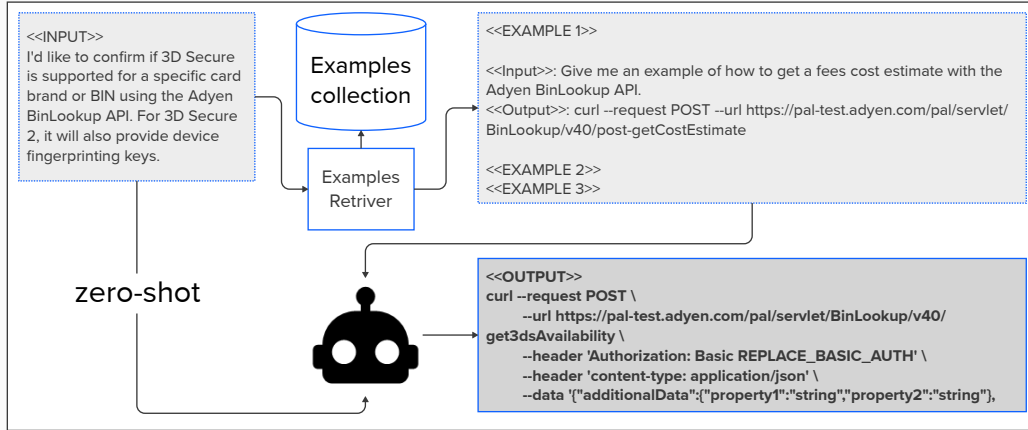 <<INPUT>>
I'd like to confirm if 3D Secure
is supported for a specific card
brand or BIN using the Adyen
BinLookup API. For 3D Secure
2, it will also provide device
fingerprinting keys.
Examples
collection
Examples
Retriver
<<EXAMPLE 1>>
<<Input>>: Give me an example of how to get a fees cost estimate with the
Adyen BinLookup API.
<<Output>>: curl --request POST --url https://pal-test.adyen.com/pal/servlet/
BinLookup/v40/post-getCostEstimate
<<EXAMPLE 2>>
<<EXAMPLE 3>>
zero-shot
<<OUTPUT>>
curl --request POST \
--url https://pal-test.adyen.com/pal/servlet/BinLookup/v40/
get3dsAvailability \
--header 'Authorization: Basic REPLACE_BASIC_AUTH' \
--header 'content-type: application/json' \
--data '{"additionalData":{"property1":"string","property2":"string"},